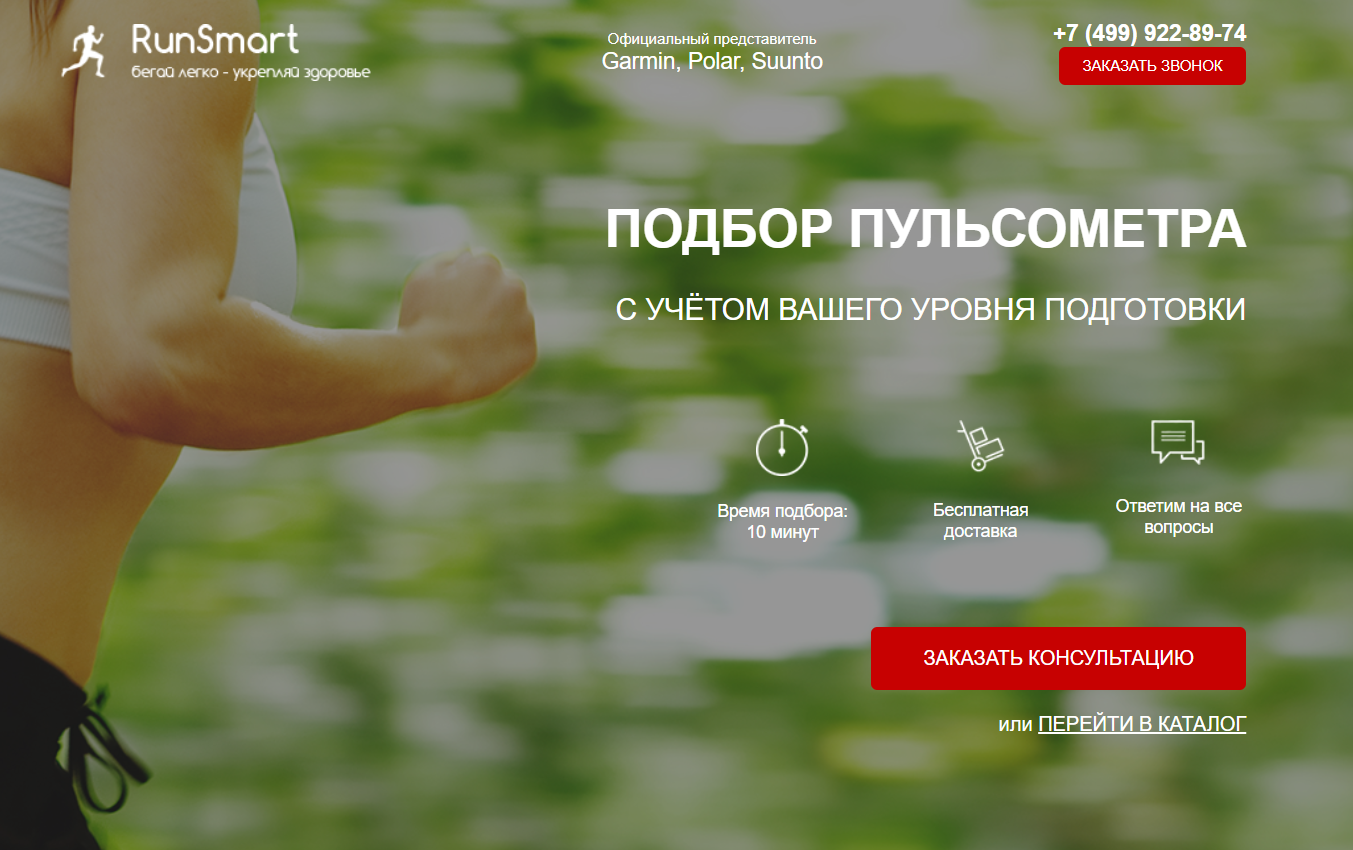 RunSmart
бегай легко - укрепляй здоровье
Официальный представитель
Garmin, Polar, Suunto
+7 (499) 922-89-74
ЗАКАЗАТЬ ЗВОНОК
ПОДБОР ПУЛЬСОМЕТРА
С УЧЁТОМ ВАШЕГО УРОВНЯ ПОДГОТОВКИ
Время подбора:
10 минут
Бесплатная
доставка
Ответим на все
вопросы
ЗАКАЗАТЬ КОНСУЛЬТАЦИЮ
или ПЕРЕЙТИ В КАТАЛОГ